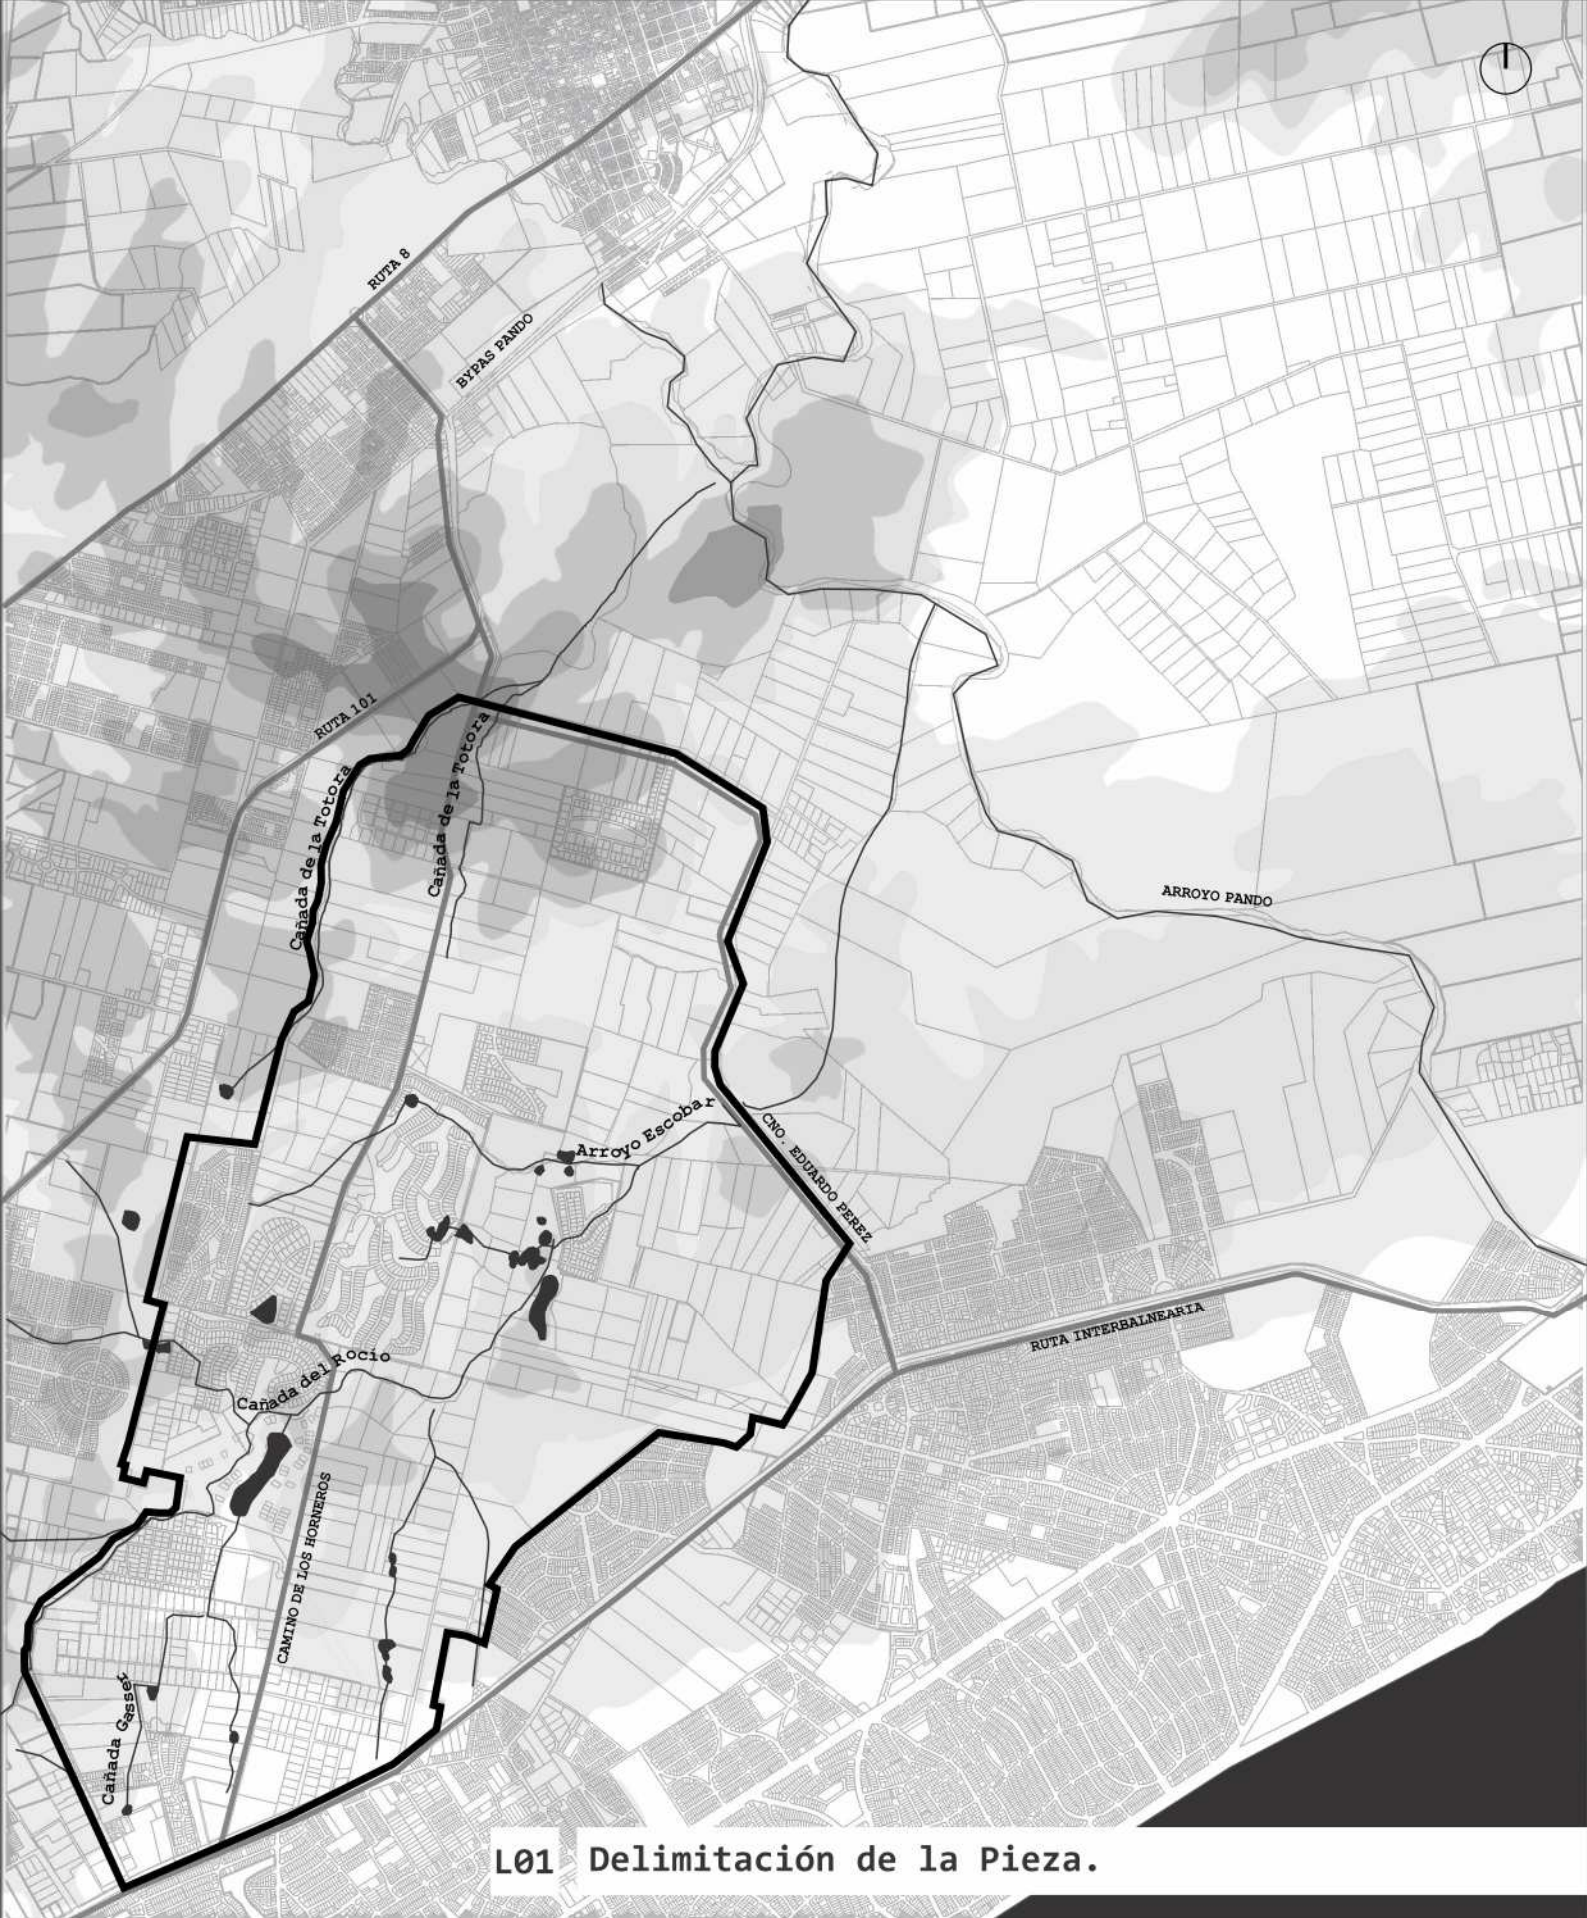 RUTA 8
BYPAS PANDO
RUTA 101
Cañada de la Totora
Cañada de la Totora
ARROYO PANDO
Arroyo Escobar
CNO. EDUARDO PEREZ
RUTA INTERBALNEARIA
Cañada del Rocío
CAMINO DE LOS HORNEROS
Cañada Gasser
L01 Delimitación de la Pieza.